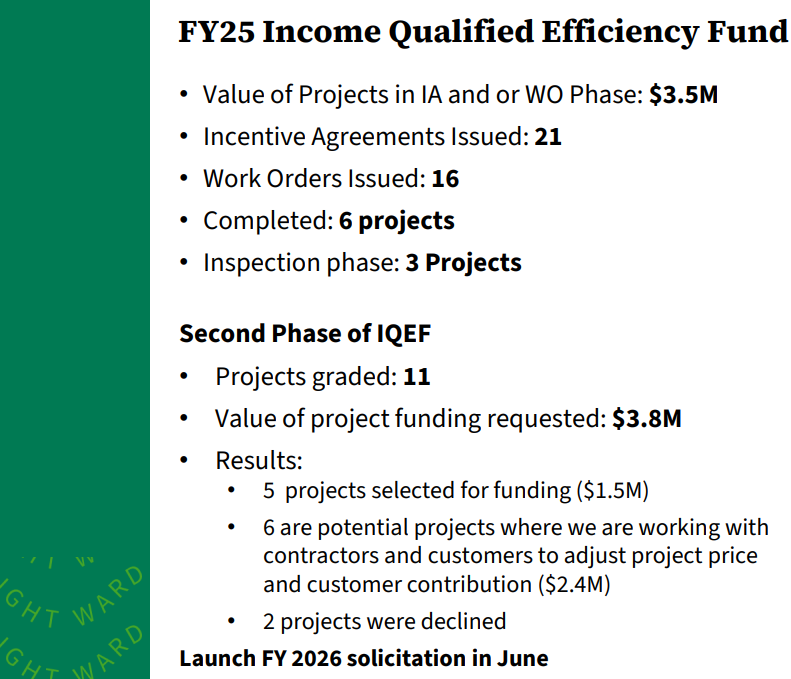 FY25 Income Qualified Efficiency Fund
• Value of Projects in IA and or WO Phase: $3.5M
• Incentive Agreements Issued: 21
• Work Orders Issued: 16
• Completed: 6 projects
• Inspection phase: 3 Projects
Second Phase of IQEF
• Projects graded: 11
• Value of project funding requested: $3.8M
• Results:
• 5 projects selected for funding ($1.5M)
• 6 are potential projects where we are working with
contractors and customers to adjust project price
and customer contribution ($2.4M)
• 2 projects were declined
Launch FY 2026 solicitation in June
WARD
WARD